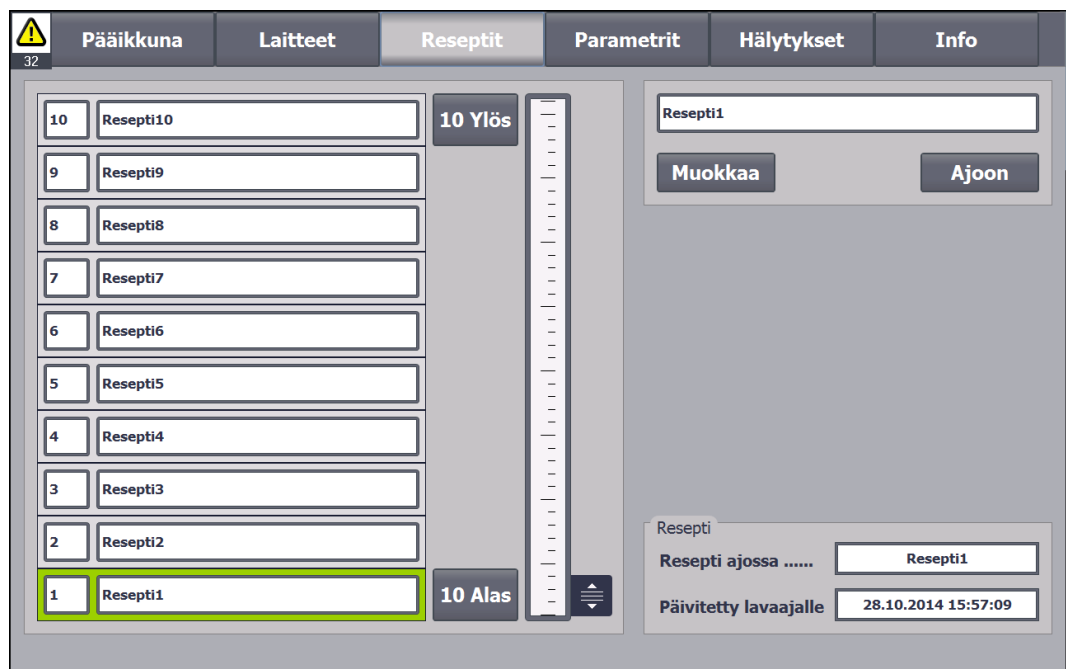 32
Pääikkuna
Laitteet
Reseptit
Parametrit
Hälytykset
Info
10 Resepti10
9 Resepti9
8 Resepti8
7 Resepti7
6 Resepti6
5 Resepti5
4 Resepti4
3 Resepti3
2 Resepti2
1 Resepti1
10 Ylös
10 Alas
Resepti1
Muokkaa
Ajoon
Resepti
Resepti ajossa ...... Resepti1
Päivitetty lavaajalle 28.10.2014 15:57:09